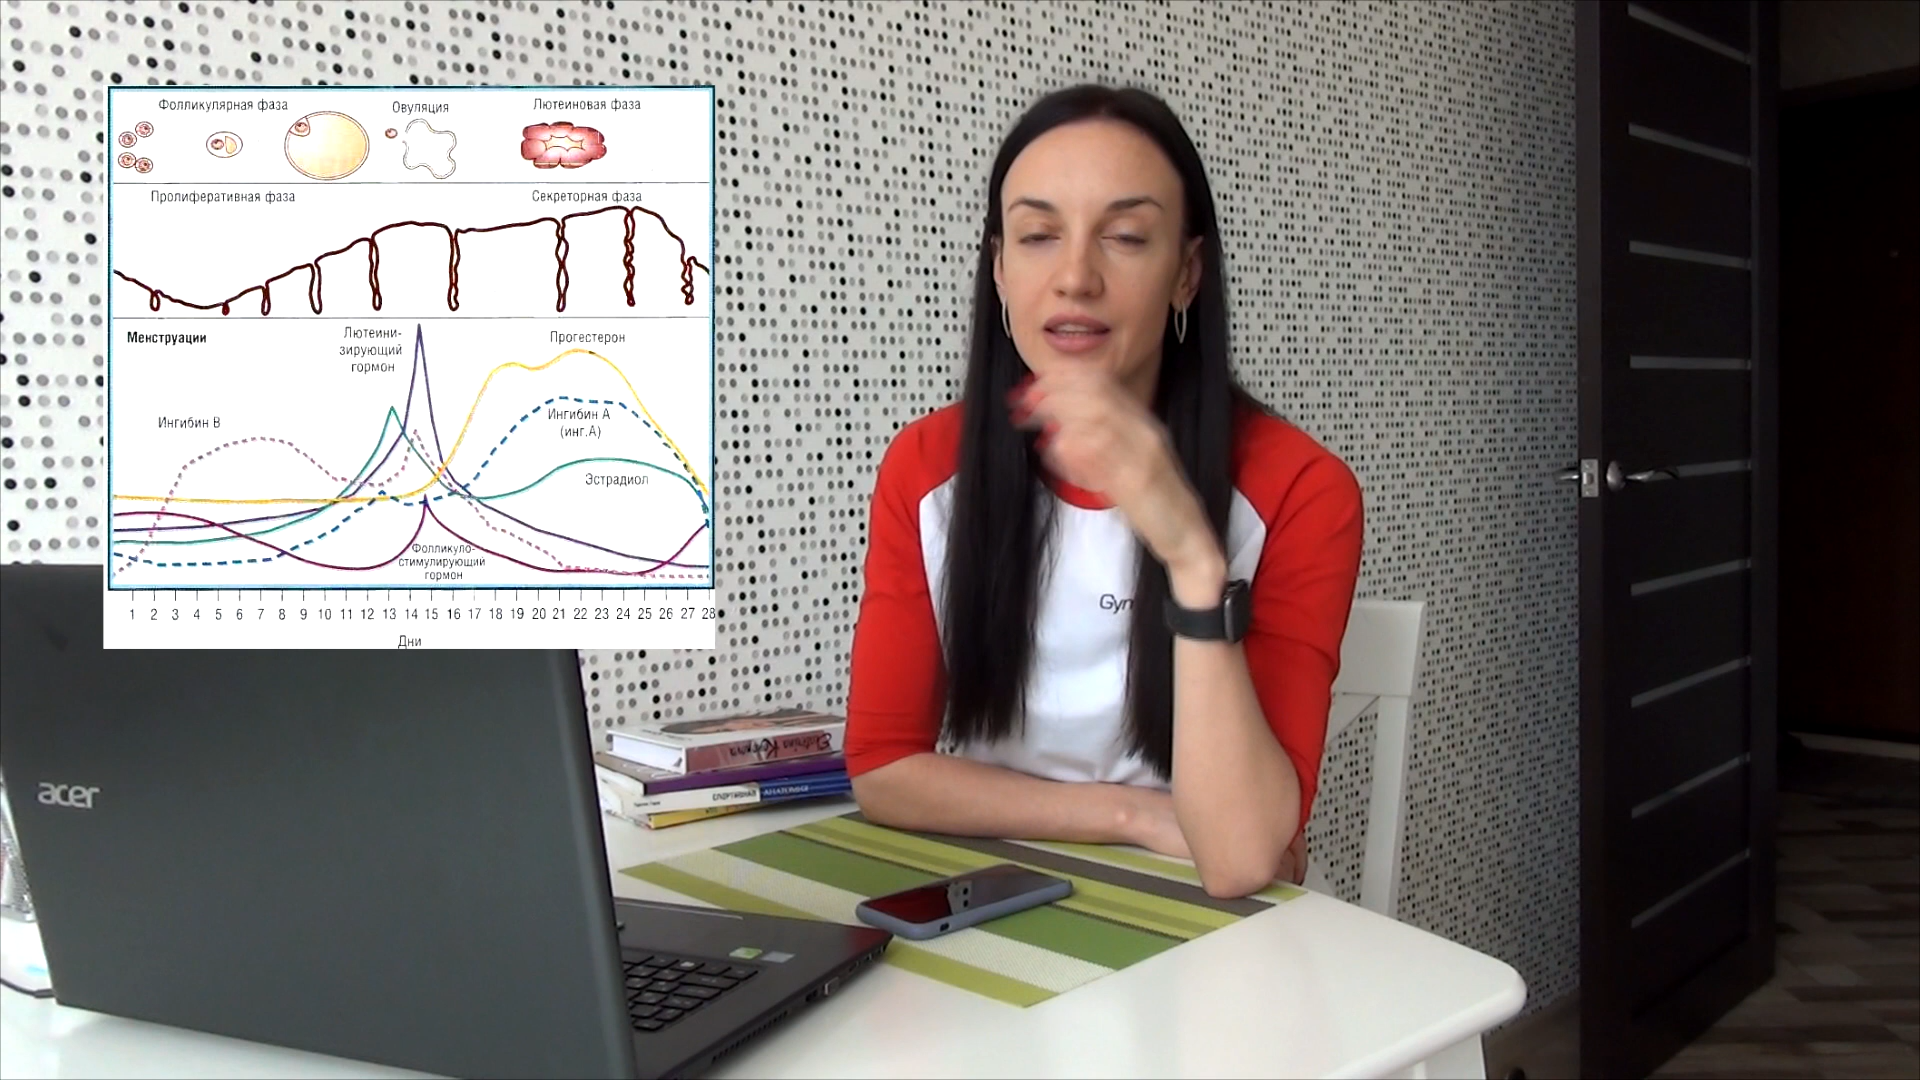 Фолликулярная фаза
Овуляция
Лютеиновая фаза
Пролиферативная фаза
Секреторная фаза
Менструации
Лютеини-
зирующий
гормон
Прогестерон
Ингибин В
Ингибин А
(инг.А)
Эстрадиол
Фолликуло-
стимулирующий
гормон
1 2 3 4 5 6 7 8 9 10 11 12 13 14 15 16 17 18 19 20 21 22 23 24 25 26 27 28
Дни
Gyn
acer
СПОРТИВНАЯ АНАТОМИЯ